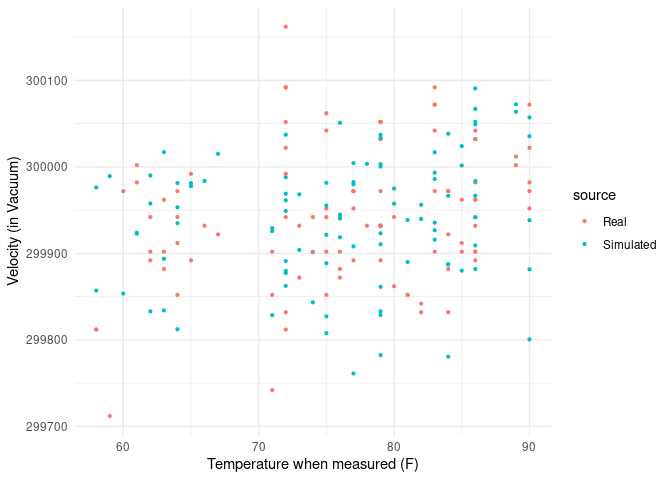 300100
300000
299900
299800
299700
60
70
80
90
Temperature when measured (F)
Velocity (in Vacuum)
source
Real
Simulated